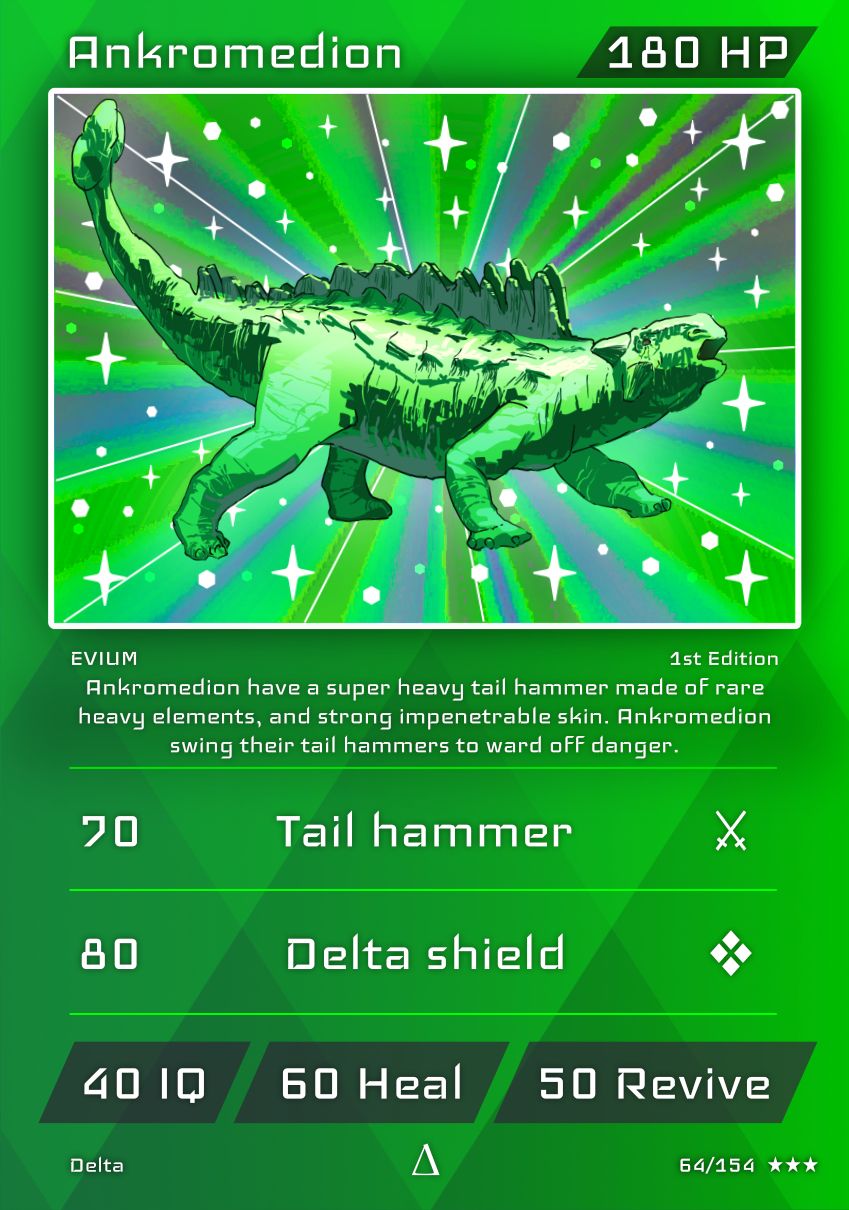 Ankromedion
180 HP
EVIUM
1st Edition
Ankromedion have a super heavy tail hammer made of rare
heavy elements, and strong impenetrable skin. Ankromedion
swing their tail hammers to ward off danger.
70 Tail hammer
80 Delta shield
40 IQ
60 Heal
50 Revive
Delta
Δ
64/154 ★★★